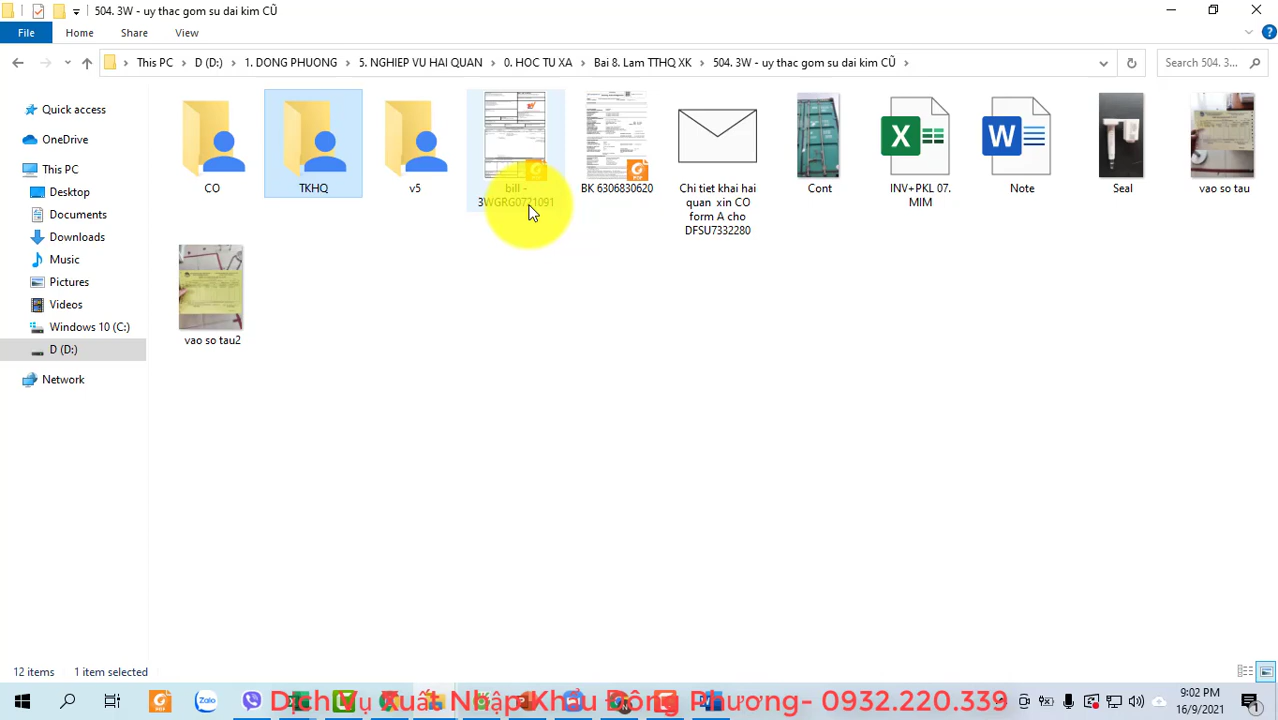 504. 3W - uy thac gom su dai kim CŨ
File Home Share View
This PC D (D:) 1. DONG PHUONG 5. NGHIEP VU HAI QUAN 0. HOC TU XA Bai 8. Lam TTHQ XK 504. 3W - uy thac gom su dai kim CŨ
Search 504. 3...
Quick access
OneDrive
This PC
Desktop
Documents
Downloads
Music
Pictures
Videos
Windows 10 (C:)
D (D:)
Network
CO
TKHQ
v5
bill -
3WGRG0721091
BK 6306830620
Chi tiet khai hai
quan xin CO
form A cho
DFSU7332280
Cont
INV+PKL 07.
MIM
Note
Seal
vao so tau
vao so tau2
12 items 1 item selected
Zalo
Dịch Vụ Xuất Nhập Khẩu Đông Phương- 0932.220.339
9:02 PM
16/9/2021